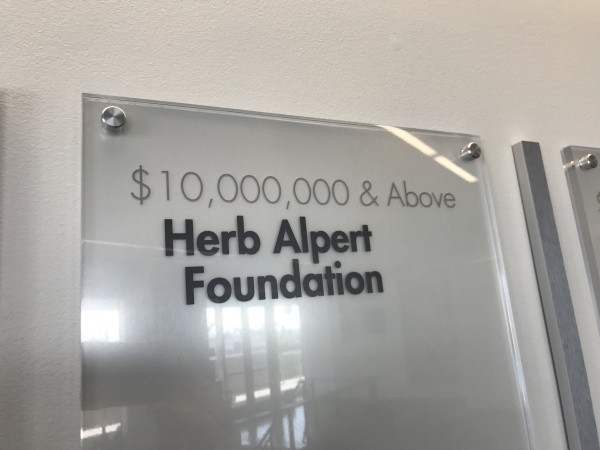 $10,000,000 & Above
Herb Alpert
Foundation